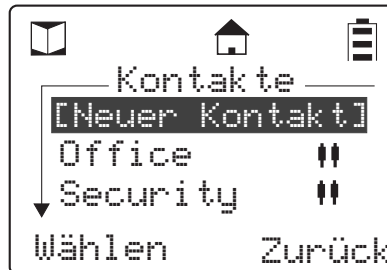 Kontakte
[Neuer Kontakt]
Office
Security
Wählen Zurück